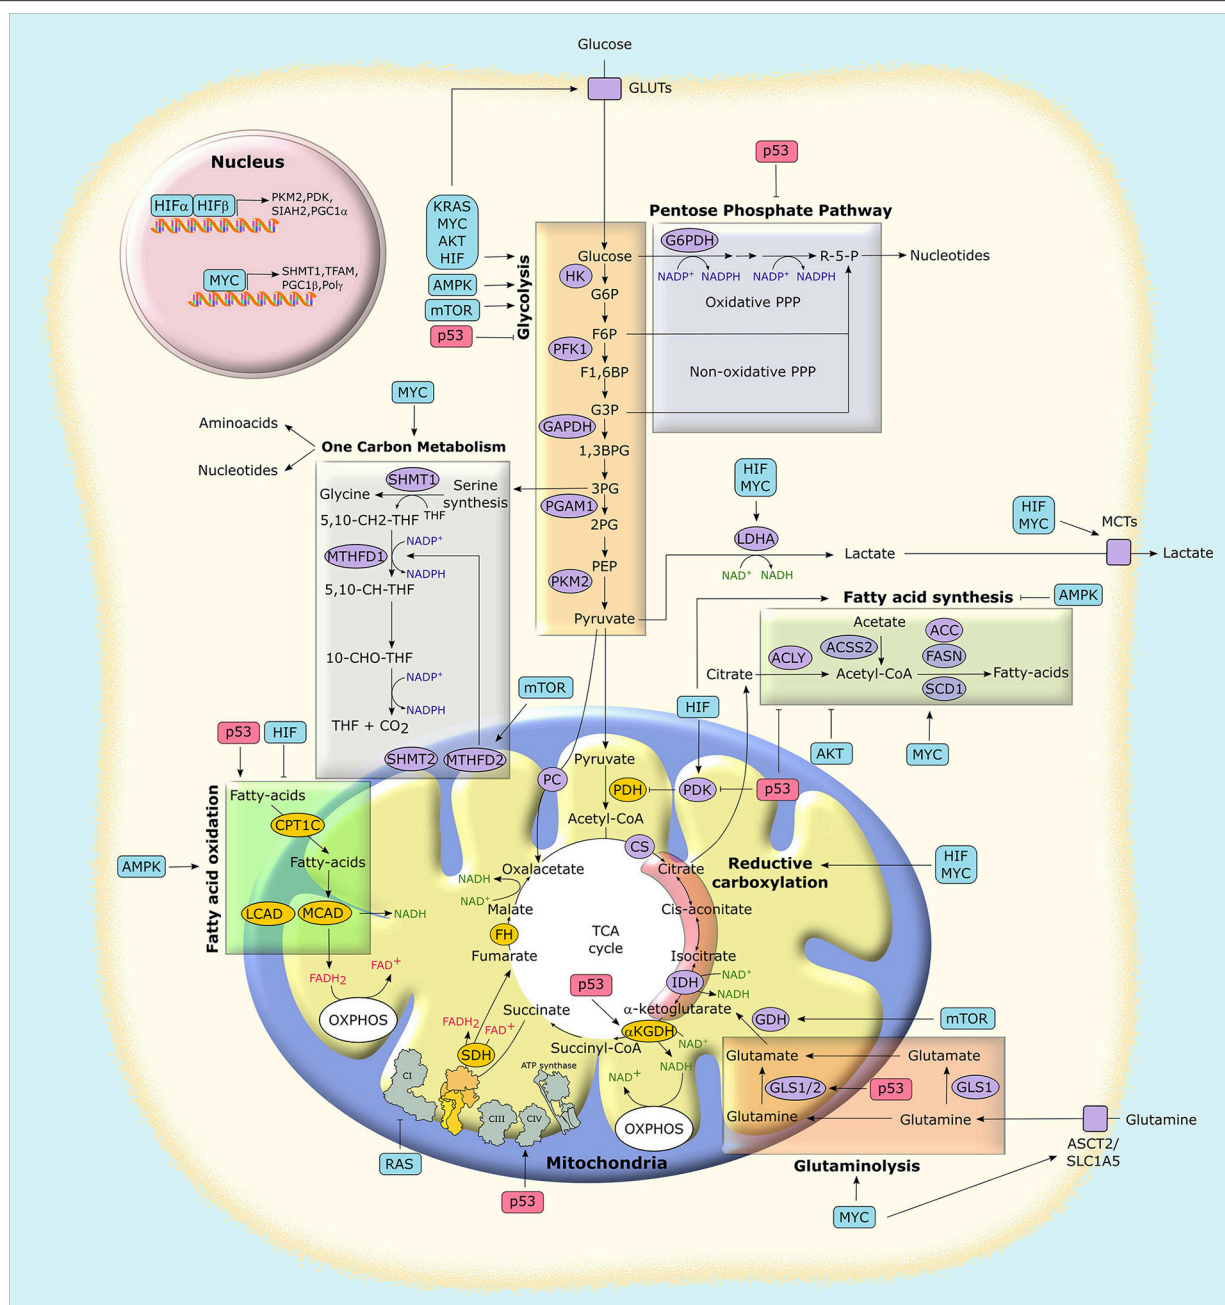 Glucose
GLUTs
Nucleus
HIFα
HIFβ
PKM2,PDK,
SIAH2,PGC1α
MYC
SHMT1,TFAM,
PGC1β,Polγ
KRAS
MYC
AKT
HIF
AMPK
mTOR
p53
Glycolysis
Glucose
HK
G6P
F6P
PFK1
F1,6BP
G3P
GAPDH
1,3BPG
3PG
PGAM1
2PG
PEP
PKM2
Pyruvate
p53
Pentose Phosphate Pathway
G6PDH
NADP+
NADPH
NADP+
NADPH
R-5-P
Nucleotides
Oxidative PPP
Non-oxidative PPP
MYC
Aminoacids
One Carbon Metabolism
Nucleotides
SHMT1
Glycine
Serine
synthesis
5,10-CH2-THF
THF
NADP+
MTHFD1
NADPH
5,10-CH-THF
10-CHO-THF
NADP+
NADPH
THF + CO2
SHMT2
MTHFD2
mTOR
HIF
MYC
LDHA
NAD+
NADH
Lactate
HIF
MYC
MCTs
Lactate
Fatty acid synthesis
AMPK
Acetate
ACC
ACLY
ACSS2
FASN
Citrate
Acetyl-CoA
Fatty-acids
SCD1
HIF
AKT
MYC
p53
HIF
Fatty-acids
CPT1C
Fatty-acids
AMPK
Fatty acid oxidation
LCAD
MCAD
NADH
FADH2
FAD+
OXPHOS
Pyruvate
PC
PDH
PDK
p53
Acetyl-CoA
CS
Oxalacetate
Citrate
Reductive
carboxylation
HIF
MYC
NADH
NAD+
Malate
Cis-aconitate
FH
TCA
cycle
Fumarate
Isocitrate
p53
IDH
NAD+
NADH
Succinate
α-ketoglutarate
FADH2
FAD+
αKGDH
NAD+
SDH
Succinyl-CoA
NADH
ATP synthase
NAD+
CI
CIII
CIV
OXPHOS
GDH
mTOR
Glutamate
Glutamate
GLS1/2
p53
GLS1
Glutamine
Glutamine
Glutamine
ASCT2/
SLC1A5
RAS
Mitochondria
p53
Glutaminolysis
MYC